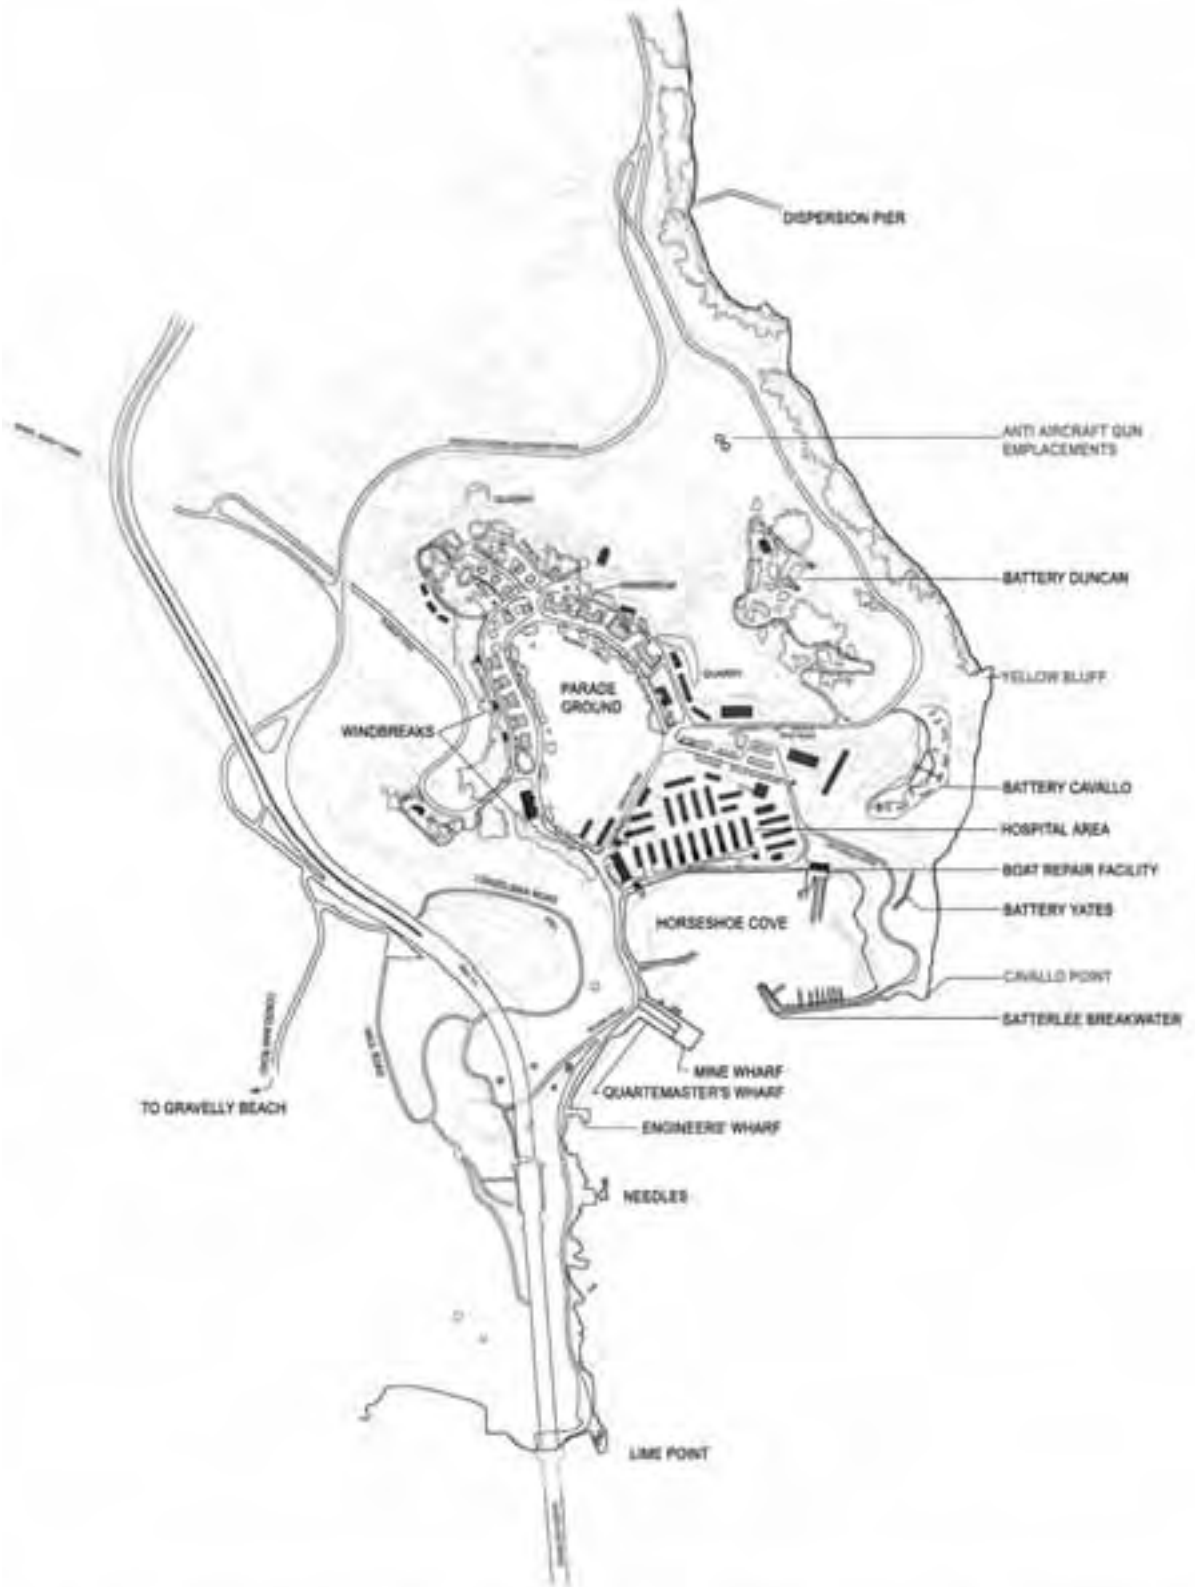 DISPERSION PIER
ANTI AIRCRAFT GUN
EMPLACEMENTS
QUARRY
BATTERY DUNCAN
QUARRY
YELLOW BLUFF
PARADE
GROUND
WINDBREAKS
BATTERY CAVALLO
HOSPITAL AREA
BOAT REPAIR FACILITY
BATTERY YATES
HORSESHOE COVE
CAVALLO POINT
SATTERLEE BREAKWATER
MINE WHARF
QUARTEMASTER'S WHARF
TO GRAVELLY BEACH
ENGINEERS' WHARF
NEEDLES
LIME POINT